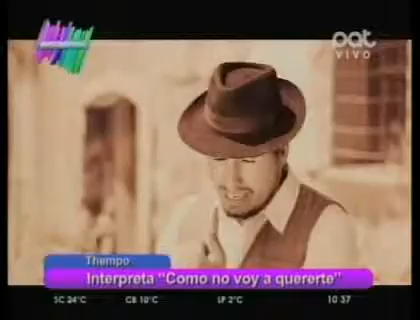 pat
VIVO
Thempo
Interpreta "Como no voy a quererte"
SC 24°C CB 10°C LP 2°C 10 37